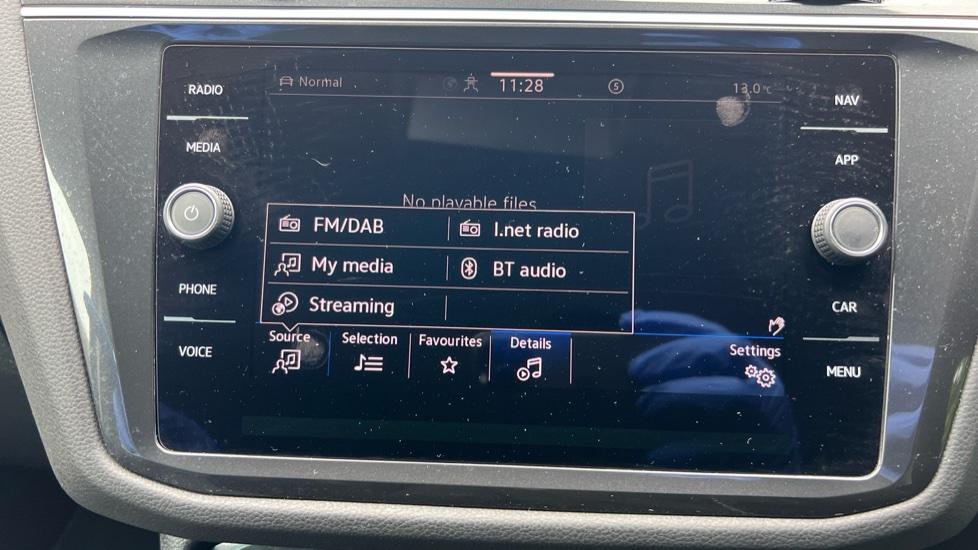 RADIO
MEDIA
PHONE
VOICE
Normal
11:28
5
13.0°C
No playable files
FM/DAB
I.net radio
My media
BT audio
Streaming
Source
Selection
Favourites
Details
Settings
NAV
APP
CAR
MENU